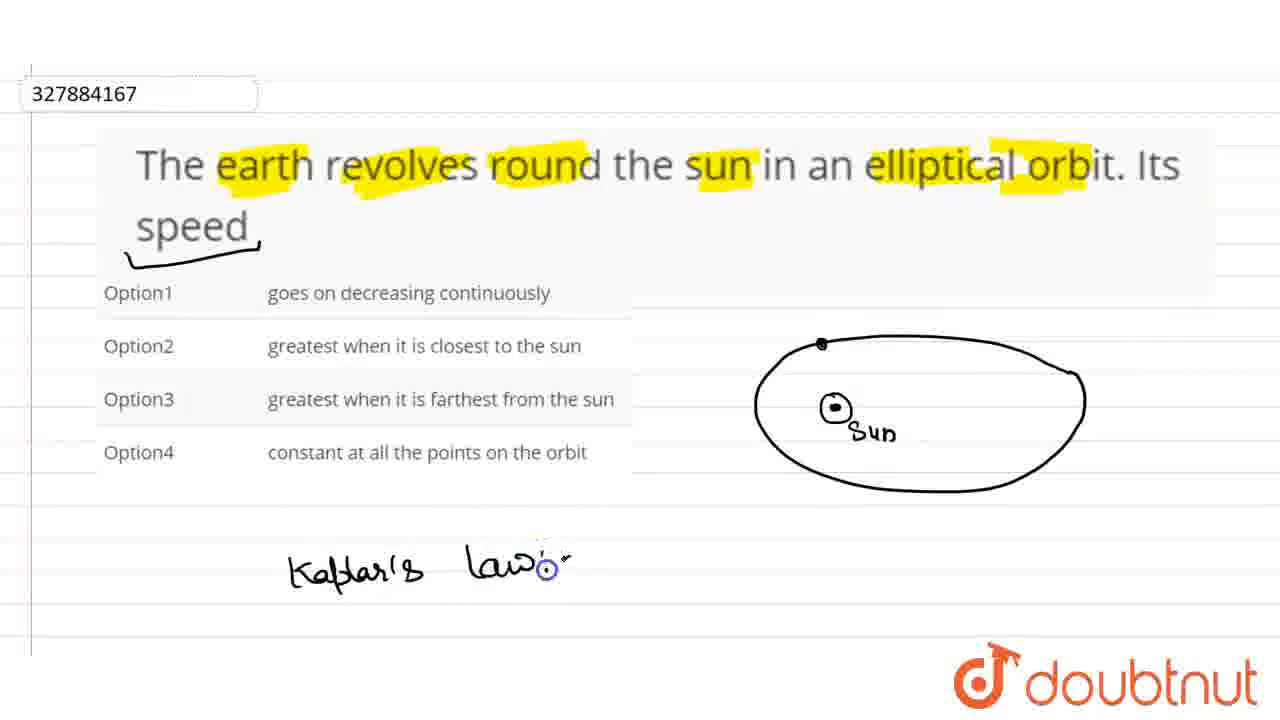 327884167
The earth revolves round the sun in an elliptical orbit. Its
speed
Option1 goes on decreasing continuously
Option2 greatest when it is closest to the sun
Option3 greatest when it is farthest from the sun
Option4 constant at all the points on the orbit
Sun
Kaplar's law
doubtnut